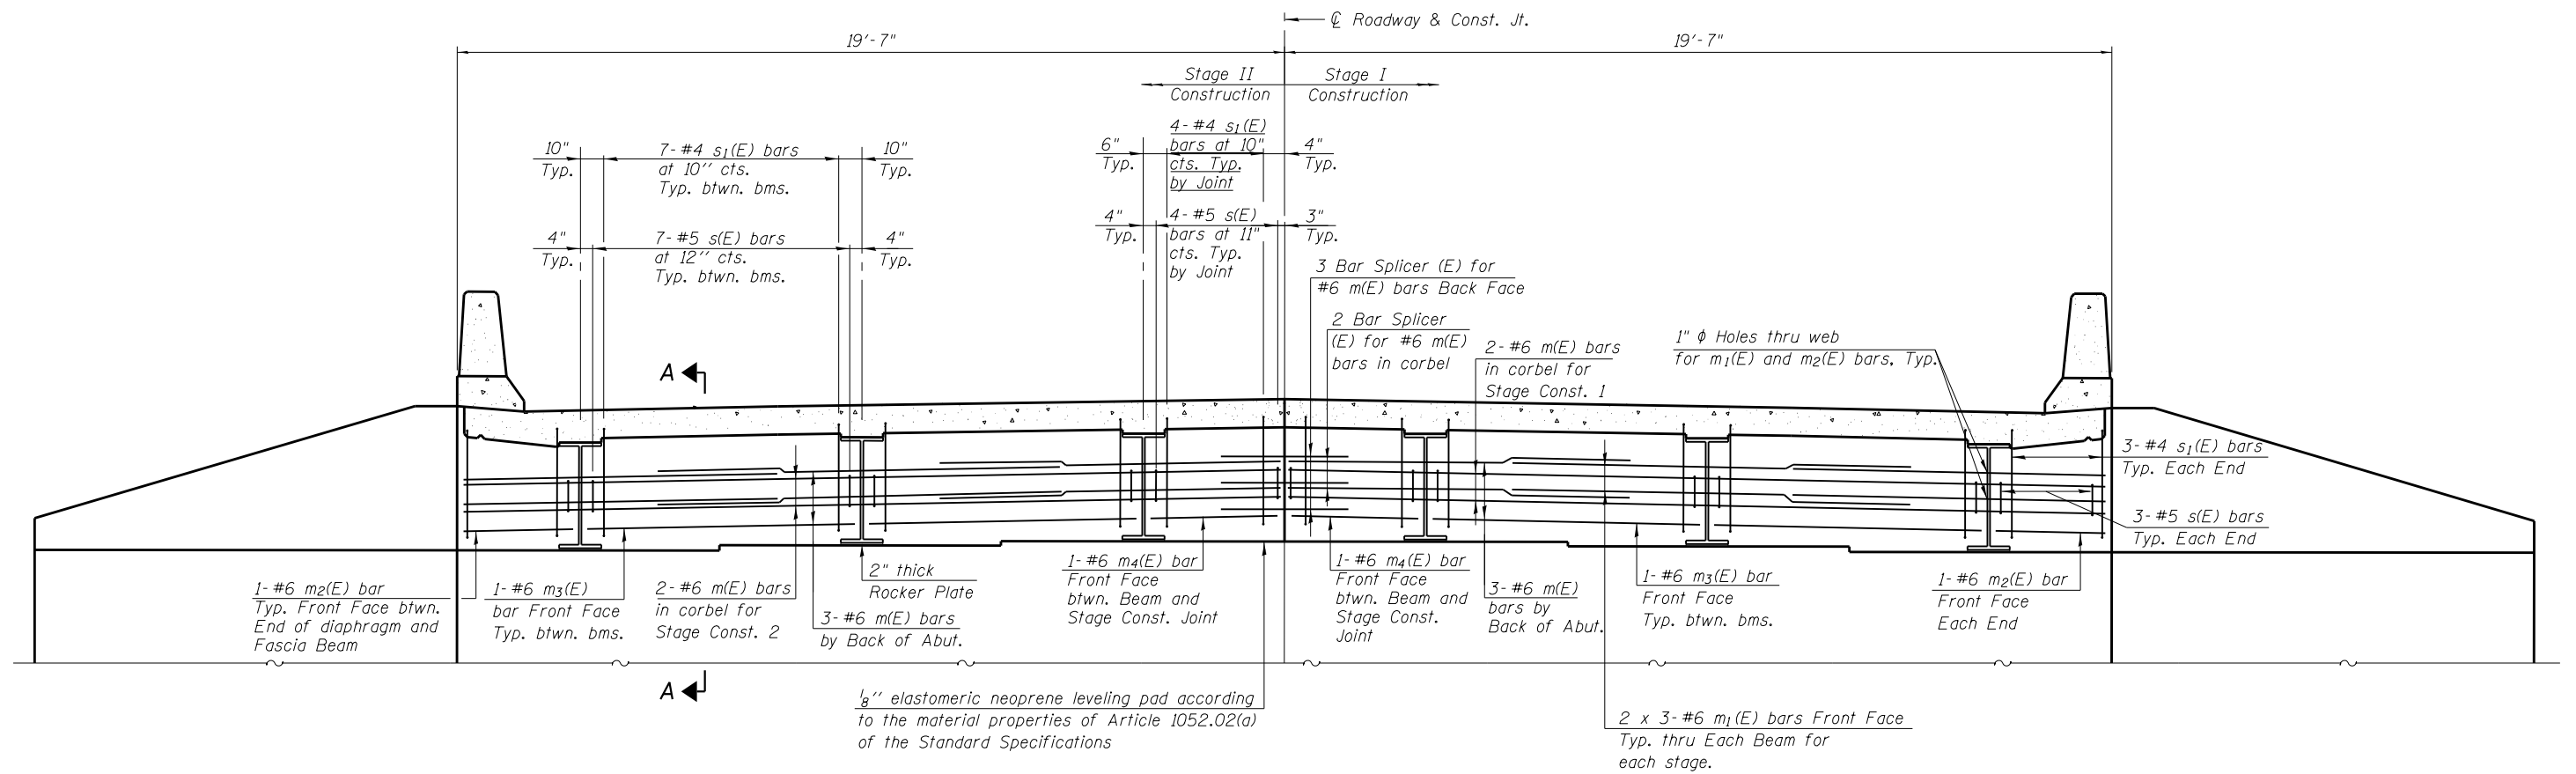 ℄ Roadway & Const. Jt.
19'-7"
19'-7"
Stage II
Construction
Stage I
Construction
10"
Typ.
7-#4 s1(E) bars
at 10'' cts.
Typ. btwn. bms.
10"
Typ.
6"
Typ.
4-#4 s1(E)
bars at 10"
cts. Typ.
by Joint
4"
Typ.
4"
Typ.
7-#5 s(E) bars
at 12'' cts.
Typ. btwn. bms.
4"
Typ.
4"
Typ.
4-#5 s(E)
bars at 11"
cts. Typ.
by Joint
3"
Typ.
3 Bar Splicer (E) for
#6 m(E) bars Back Face
2 Bar Splicer
(E) for #6 m(E)
bars in corbel
2-#6 m(E) bars
in corbel for
Stage Const. 1
1" ϕ Holes thru web
for m1(E) and m2(E) bars, Typ.
A
3-#4 s1(E) bars
Typ. Each End
3-#5 s(E) bars
Typ. Each End
1-#6 m2(E) bar
Typ. Front Face btwn.
End of diaphragm and
Fascia Beam
1-#6 m3(E)
bar Front Face
Typ. btwn. bms.
2-#6 m(E) bars
in corbel for
Stage Const. 2
3-#6 m(E) bars
by Back of Abut.
2" thick
Rocker Plate
1-#6 m4(E) bar
Front Face
btwn. Beam and
Stage Const. Joint
1-#6 m4(E) bar
Front Face
btwn. Beam and
Stage Const.
Joint
3-#6 m(E)
bars by
Back of Abut.
1-#6 m3(E) bar
Front Face
Typ. btwn. bms.
1-#6 m2(E) bar
Front Face
Each End
A
1/8'' elastomeric neoprene leveling pad according
to the material properties of Article 1052.02(a)
of the Standard Specifications
2 x 3-#6 m1(E) bars Front Face
Typ. thru Each Beam for
each stage.